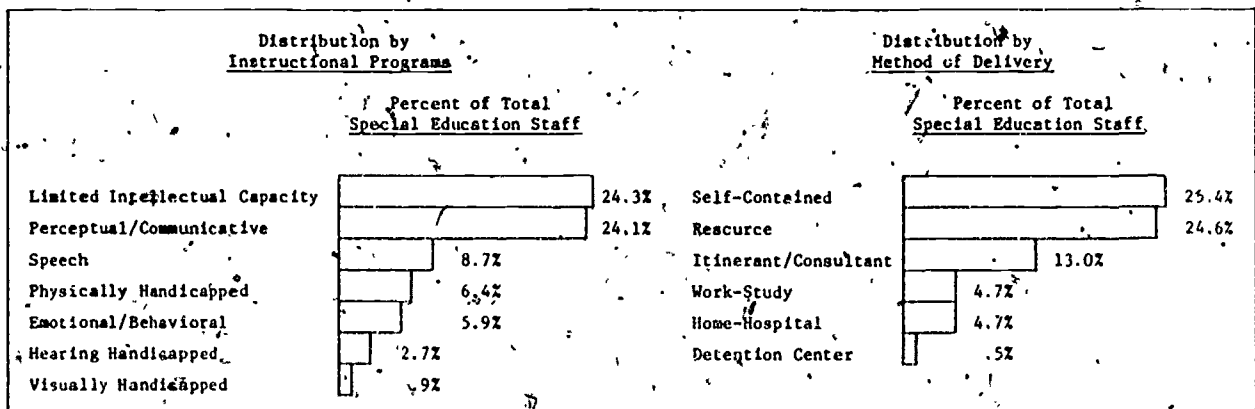 Distribution by
Instructional Programs
Percent of Total
Special Education Staff
Limited Intellectual Capacity 24.3%
Perceptual/Communicative 24.1%
Speech 8.7%
Physically Handicapped 6.4%
Emotional/Behavioral 5.9%
Hearing Handicapped 2.7%
Visually Handicapped .9%
Distribution by
Method of Delivery
Percent of Total
Special Education Staff
Self-Contained 25.4%
Resource 24.6%
Itinerant/Consultant 13.0%
Work-Study 4.7%
Home-Hospital 4.7%
Detention Center .5%